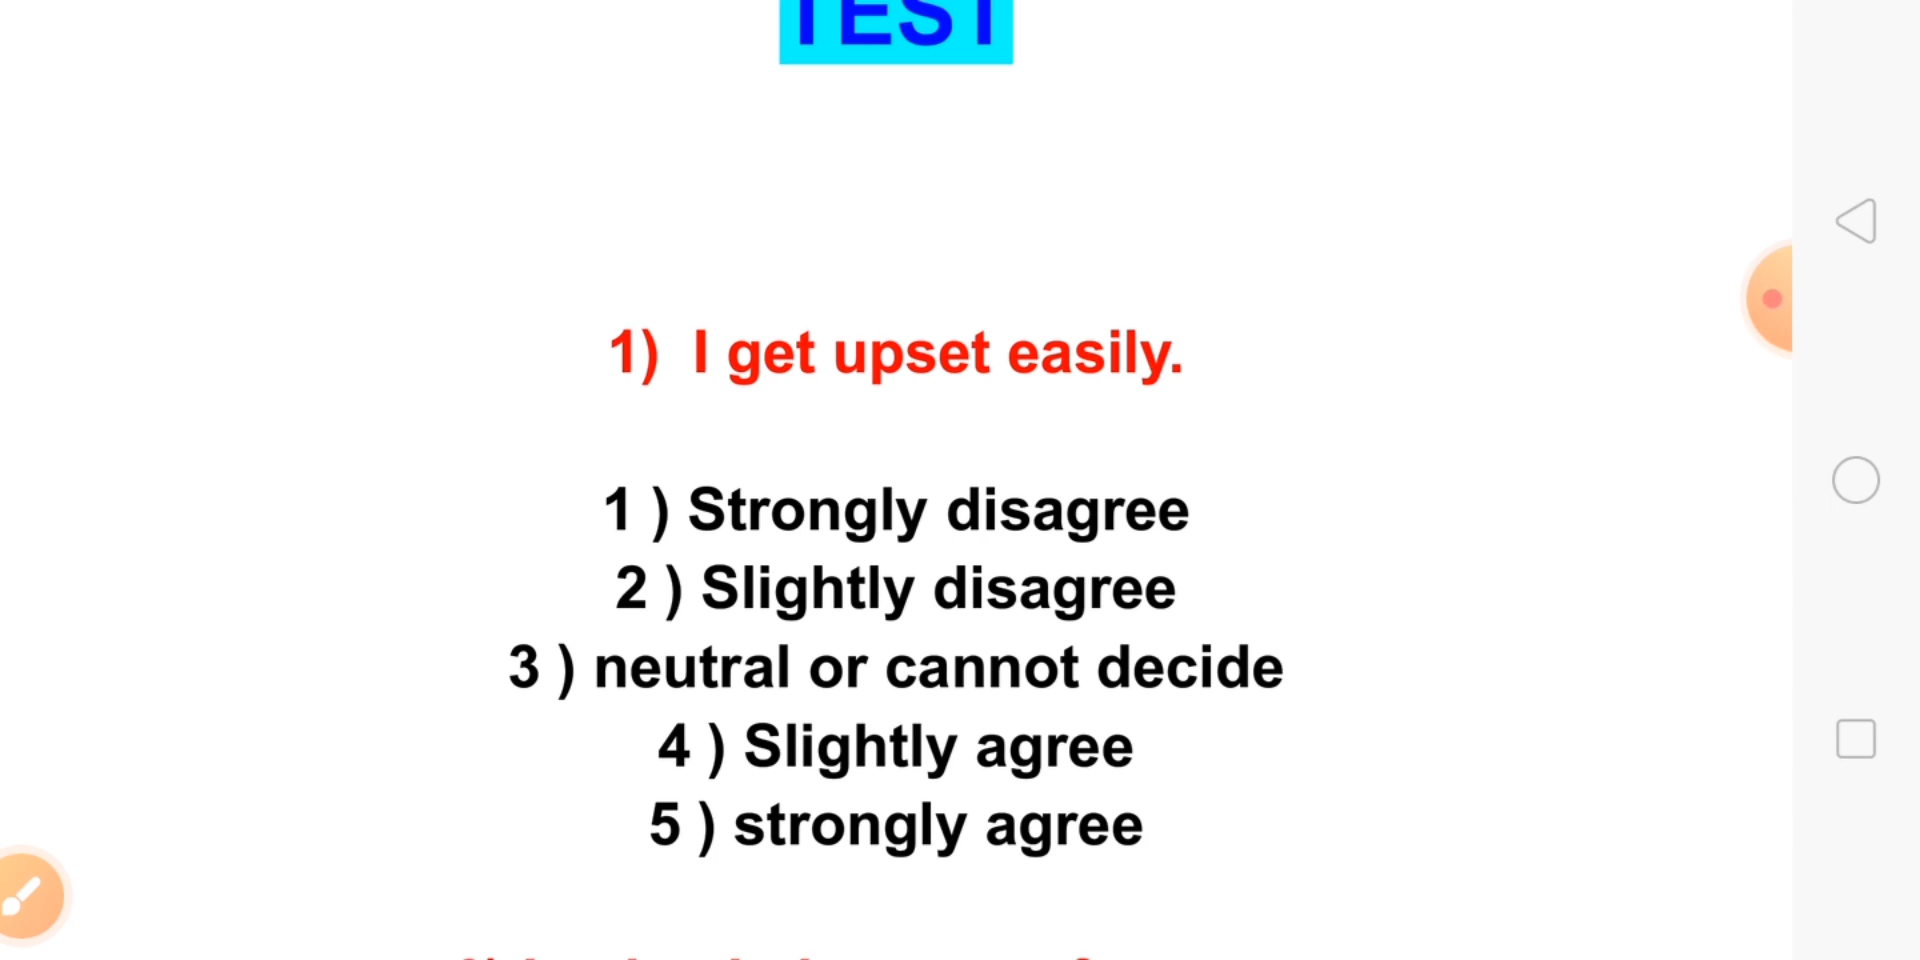 TEST
1) I get upset easily.
1 ) Strongly disagree
2 ) Slightly disagree
3 ) neutral or cannot decide
4 ) Slightly agree
5 ) strongly agree